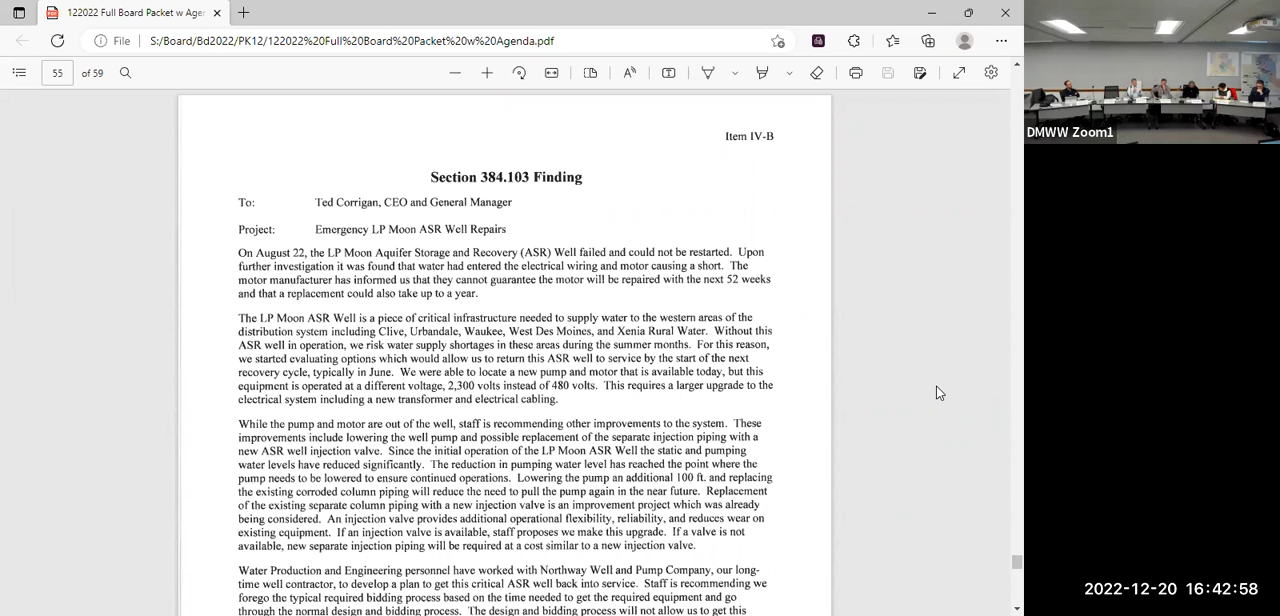 122022 Full Board Packet w Ager
File
S:/Board/Bd2022/PK12/122022%20Full%20Board%20Packet%20w%20Agenda.pdf
55 of 59
DMWW Zoom1
Item IV-B
Section 384.103 Finding
To: Ted Corrigan, CEO and General Manager
Project: Emergency LP Moon ASR Well Repairs
On August 22, the LP Moon Aquifer Storage and Recovery (ASR) Well failed and could not be restarted. Upon
further investigation it was found that water had entered the electrical wiring and motor causing a short. The
motor manufacturer has informed us that they cannot guarantee the motor will be repaired with the next 52 weeks
and that a replacement could also take up to a year.
The LP Moon ASR Well is a piece of critical infrastructure needed to supply water to the western areas of the
distribution system including Clive, Urbandale, Waukee, West Des Moines, and Xenia Rural Water. Without this
ASR well in operation, we risk water supply shortages in these areas during the summer months. For this reason,
we started evaluating options which would allow us to return this ASR well to service by the start of the next
recovery cycle, typically in June. We were able to locate a new pump and motor that is available today, but this
equipment is operated at a different voltage, 2,300 volts instead of 480 volts. This requires a larger upgrade to the
electrical system including a new transformer and electrical cabling.
While the pump and motor are out of the well, staff is recommending other improvements to the system. These
improvements include lowering the well pump and possible replacement of the separate injection piping with a
new ASR well injection valve. Since the initial operation of the LP Moon ASR Well the static and pumping
water levels have reduced significantly. The reduction in pumping water level has reached the point where the
pump needs to be lowered to ensure continued operations. Lowering the pump an additional 100 ft. and replacing
the existing corroded column piping will reduce the need to pull the pump again in the near future. Replacement
of the existing separate column piping with a new injection valve is an improvement project which was already
being considered. An injection valve provides additional operational flexibility, reliability, and reduces wear on
existing equipment. If an injection valve is available, staff proposes we make this upgrade. If a valve is not
available, new separate injection piping will be required at a cost similar to a new injection valve.
Water Production and Engineering personnel have worked with Northway Well and Pump Company, our long-
time well contractor, to develop a plan to get this critical ASR well back into service. Staff is recommending we
forego the typical required bidding process based on the time needed to get the required equipment and go
through the normal design and bidding process. The design and bidding process will not allow us to get this
2022-12-20 16:42:58